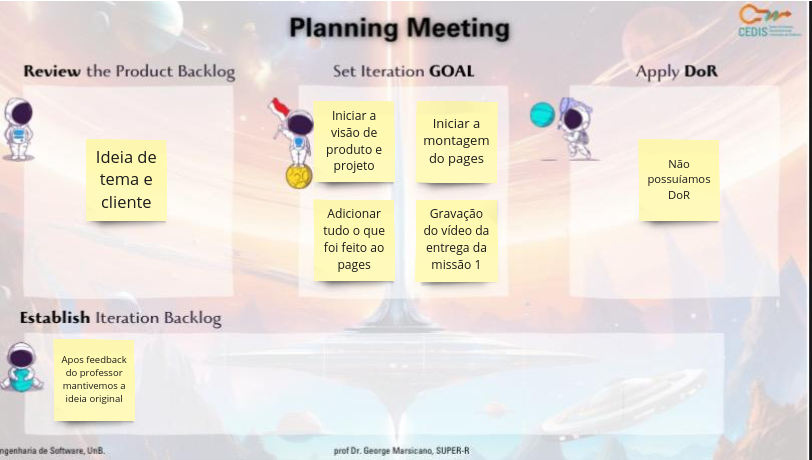 Planning Meeting
CEDIS
Review the Product Backlog
Set Iteration GOAL
Apply DoR
Ideia de
tema e
cliente
Iniciar a
visão de
produto e
projeto
Iniciar a
montagem
do pages
Adicionar
tudo o que
foi feito ao
pages
Gravação
do vídeo da
entrega da
missão 1
Não
possuíamos
DoR
Establish Iteration Backlog
Apos feedback
do professor
mantivemos a
ideia original
ngenharia de Software, UnB.
prof Dr. George Marsicano, SUPER-R